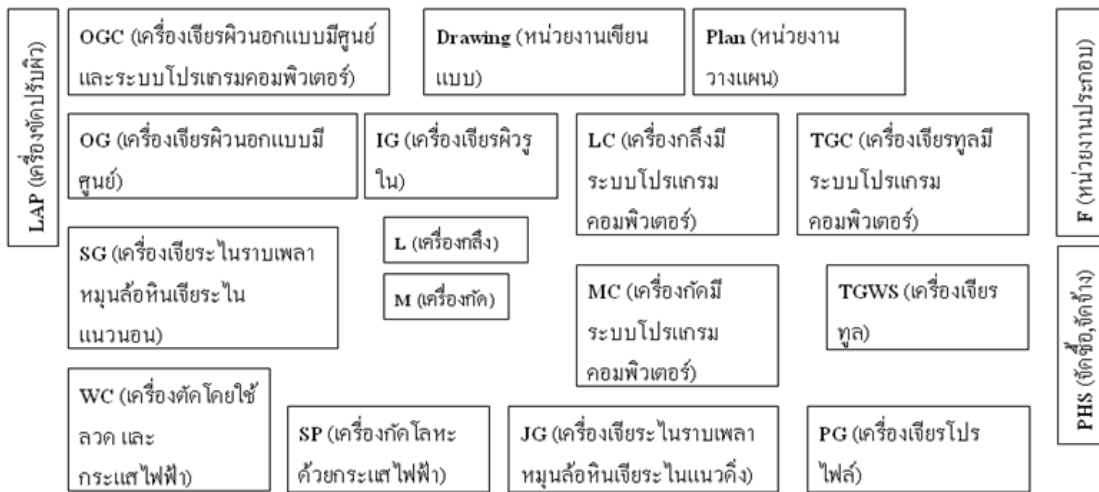 LAP (เครื่องขัดปรับผิว)
OGC (เครื่องเจียรผิวนอกแบบมีศูนย์
และระบบโปรแกรมคอมพิวเตอร์)
Drawing (หน่วยงานเขียน
แบบ)
Plan (หน่วยงาน
วางแผน)
F (หน่วยงานประกอบ)
OG (เครื่องเจียรผิวนอกแบบมี
ศูนย์)
IG (เครื่องเจียรผิวรู
ใน)
LC (เครื่องกลึงมี
ระบบโปรแกรม
คอมพิวเตอร์)
TGC (เครื่องเจียรทูลมี
ระบบโปรแกรม
คอมพิวเตอร์)
SG (เครื่องเจียระไนราบเพลา
หมุนล้อหินเจียระไน
แนวนอน)
L (เครื่องกลึง)
M (เครื่องกัด)
MC (เครื่องกัดมี
ระบบโปรแกรม
คอมพิวเตอร์)
TGWS (เครื่องเจียร
ทูล)
PHS (จัดซื้อ,จัดจ้าง)
WC (เครื่องตัดโดยใช้
ลวด และ
กระแสไฟฟ้า)
SP (เครื่องกัดโลหะ
ด้วยกระแสไฟฟ้า)
JG (เครื่องเจียระไนราบเพลา
หมุนล้อหินเจียระไนแนวดิ่ง)
PG (เครื่องเจียรโปร
ไฟล์)